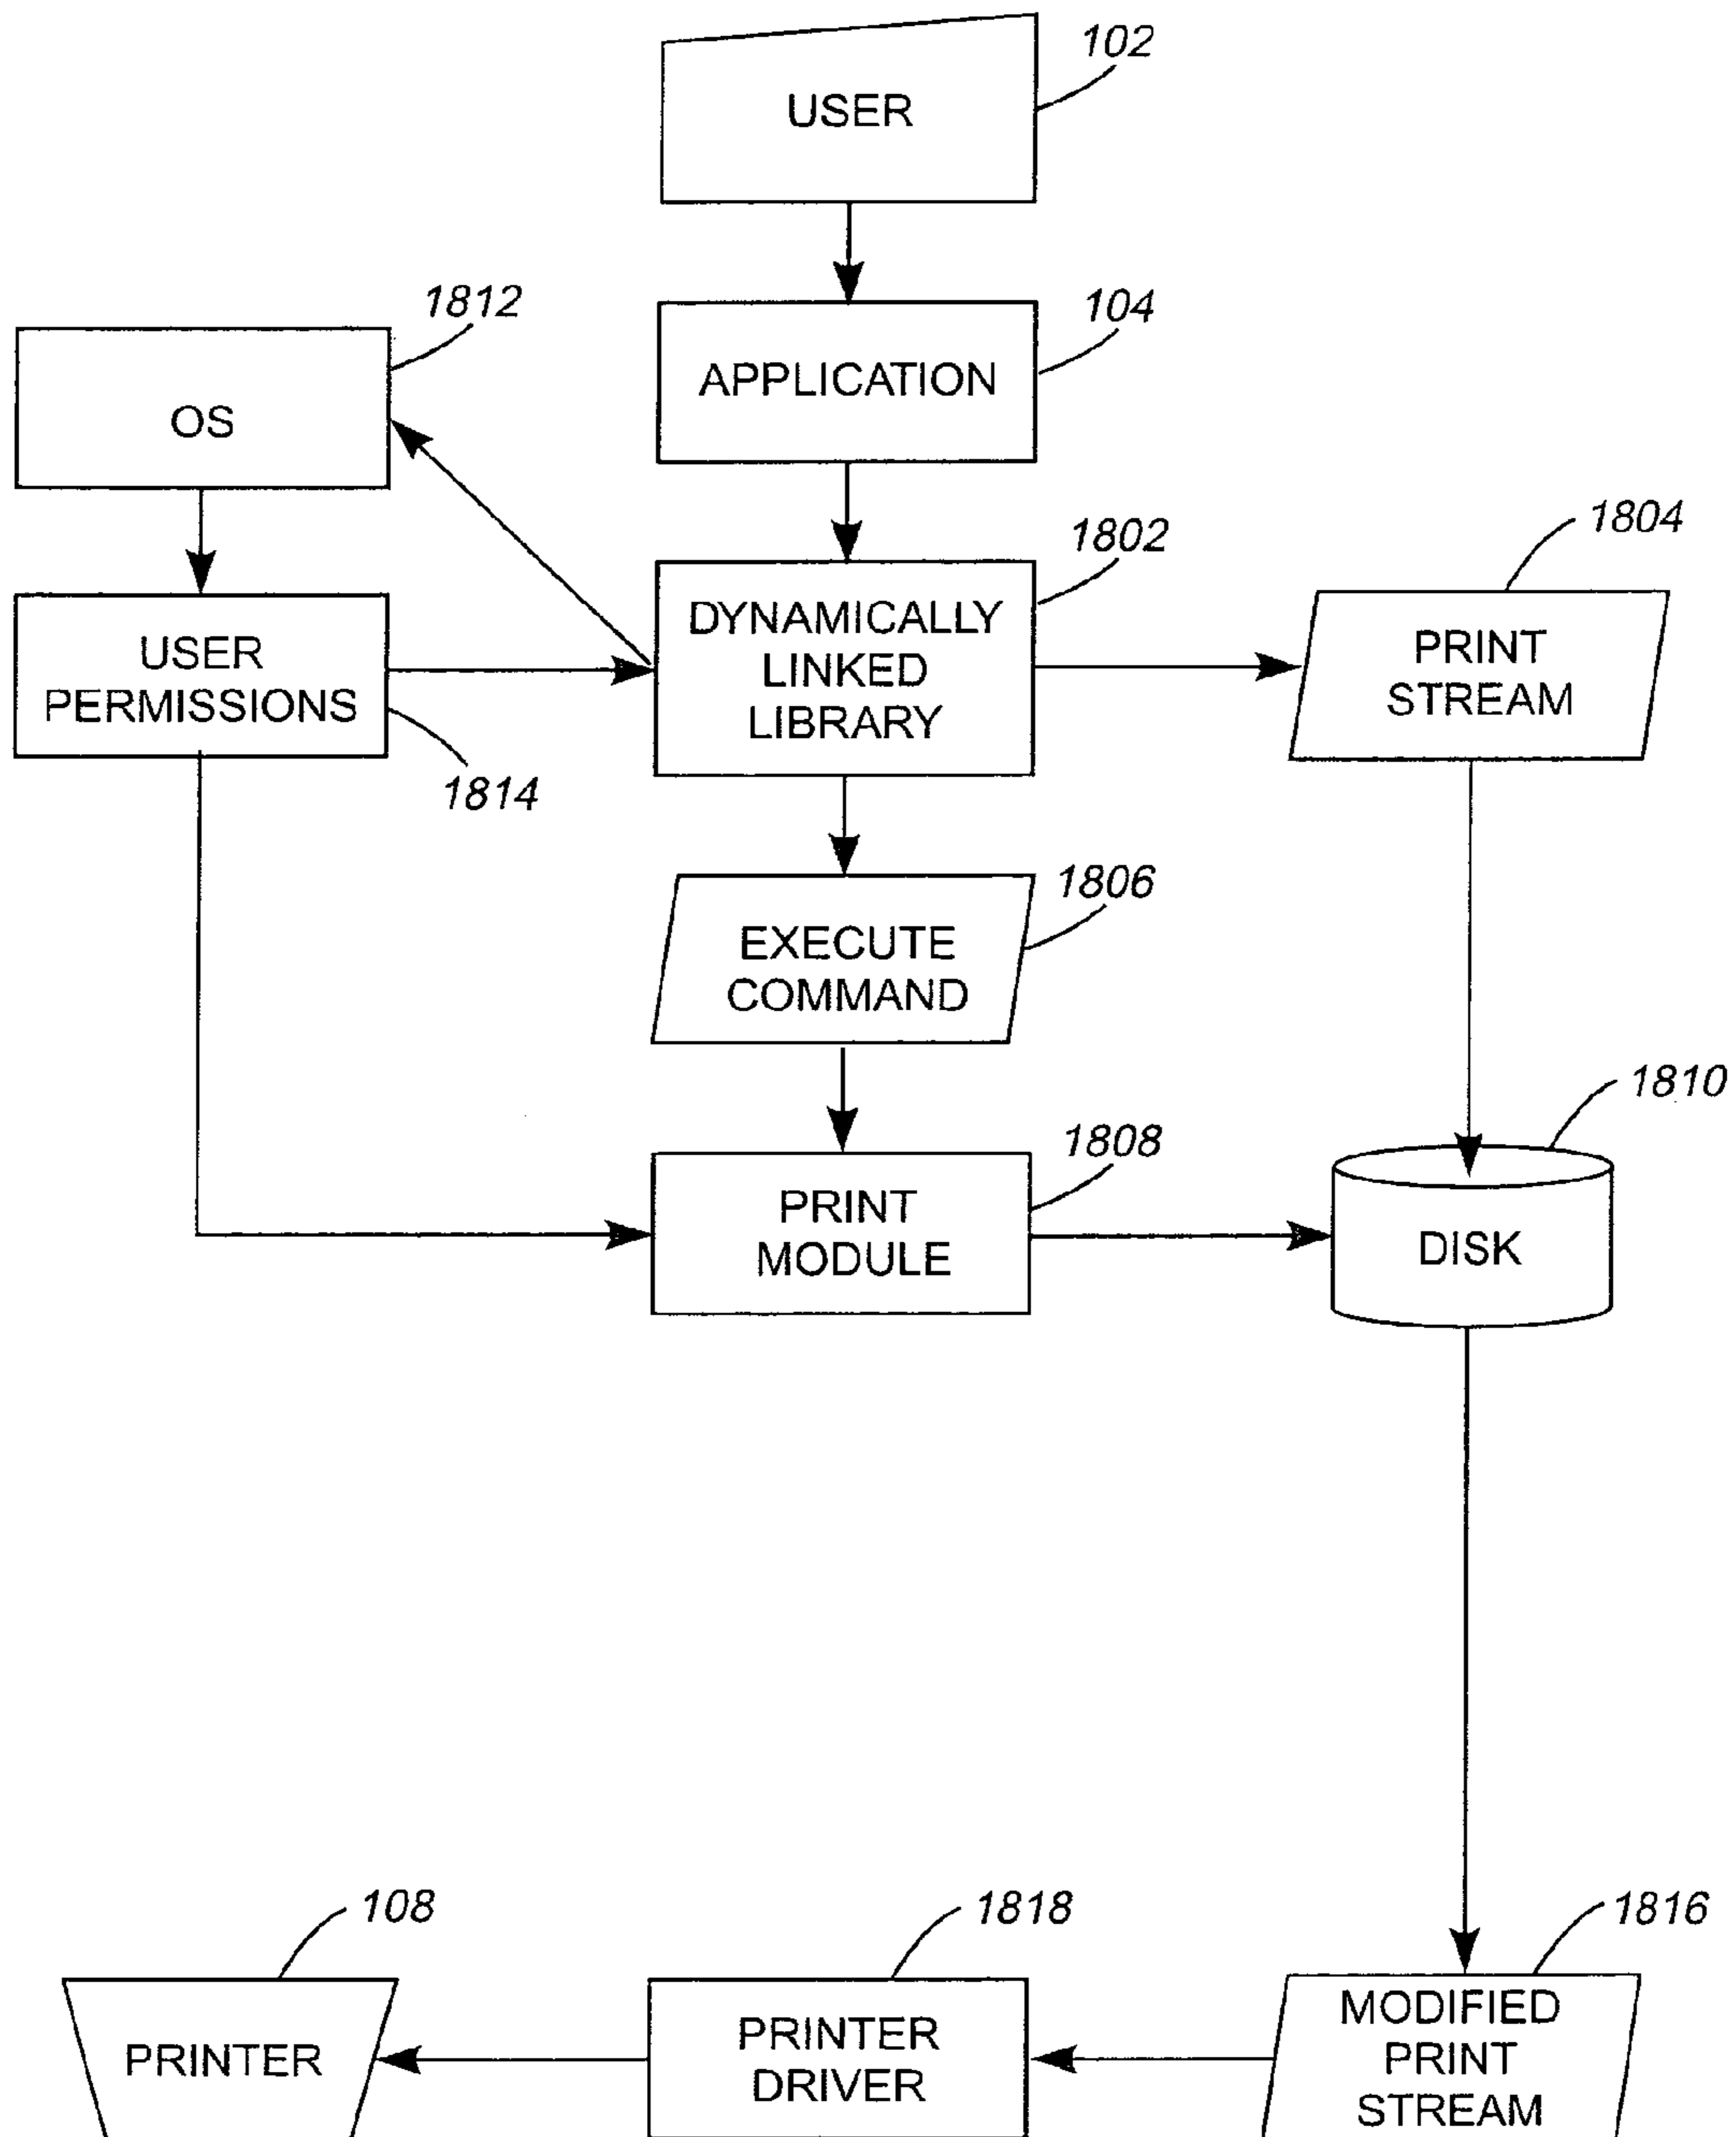 102
USER
1812
104
APPLICATION
OS
1802
1804
DYNAMICALLY
LINKED
LIBRARY
USER
PERMISSIONS
PRINT
STREAM
1814
1806
EXECUTE
COMMAND
1810
1808
PRINT
MODULE
DISK
108
1818
1816
PRINTER
PRINTER
DRIVER
MODIFIED
PRINT
STREAM